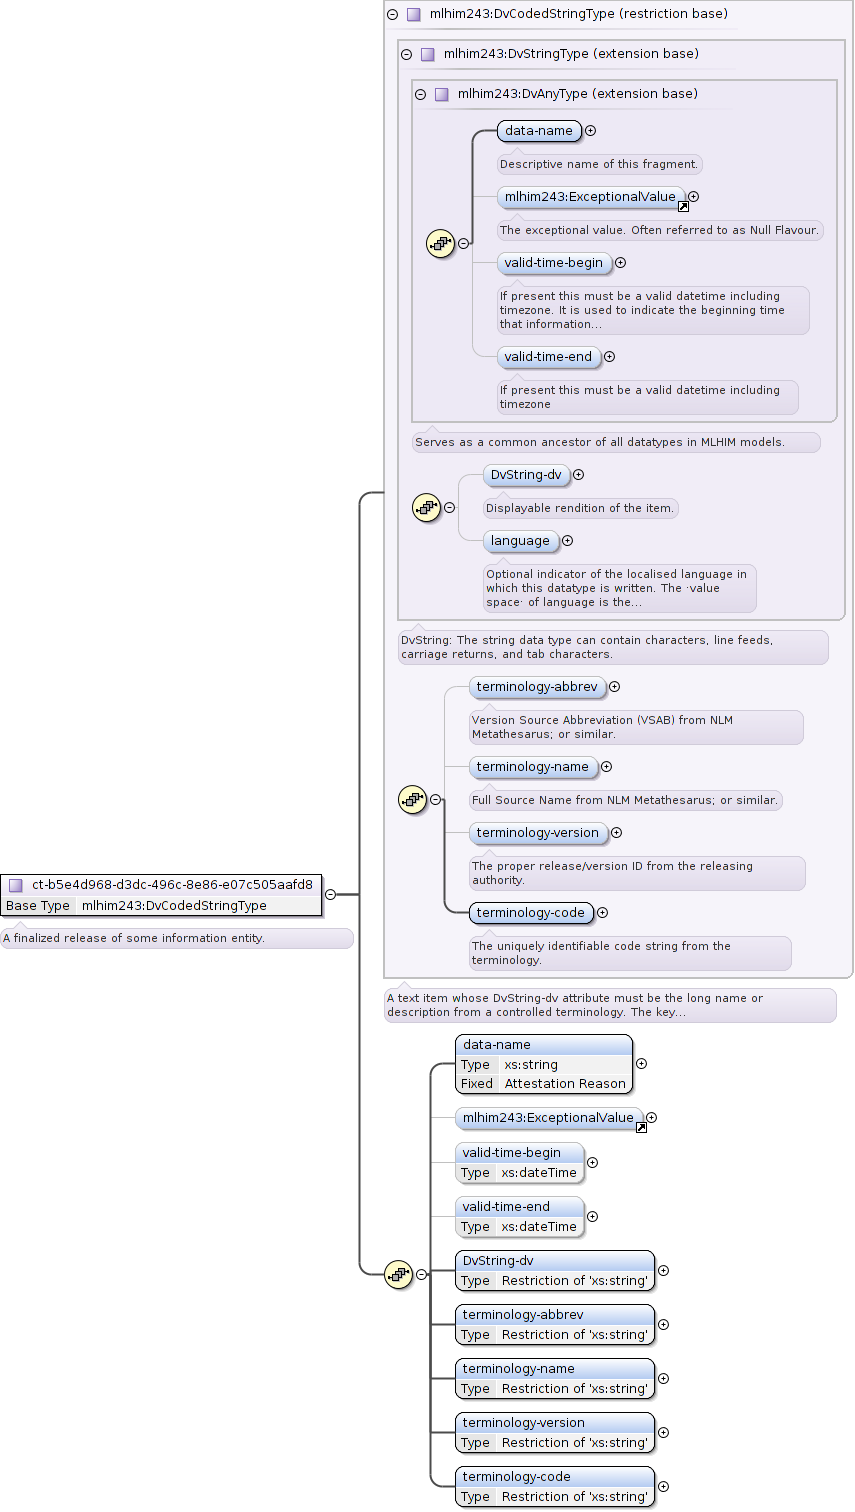 mlhim243:DvCodedStringType (restriction base)
mlhim243:DvStringType (extension base)
mlhim243:DvAnyType (extension base)
data-name
Descriptive name of this fragment.
mlhim243:ExceptionalValue
The exceptional value. Often referred to as Null Flavour.
valid-time-begin
If present this must be a valid datetime including
timezone. It is used to indicate the beginning time
that information...
valid-time-end
If present this must be a valid datetime including
timezone
Serves as a common ancestor of all datatypes in MLHIM models.
DvString-dv
Displayable rendition of the item.
language
Optional indicator of the localised language in
which this datatype is written. The ·value
space· of language is the...
DvString: The string data type can contain characters, line feeds,
carriage returns, and tab characters.
terminology-abbrev
Version Source Abbreviation (VSAB) from NLM
Metathesarus; or similar.
terminology-name
Full Source Name from NLM Metathesarus; or similar.
terminology-version
The proper release/version ID from the releasing
authority.
terminology-code
The uniquely identifiable code string from the
terminology.
ct-b5e4d968-d3dc-496c-8e86-e07c505aafd8
Base Type mlhim243:DvCodedStringType
A finalized release of some information entity.
A text item whose DvString-dv attribute must be the long name or
description from a controlled terminology. The key...
data-name
Type xs:string
Fixed Attestation Reason
mlhim243:ExceptionalValue
valid-time-begin
Type xs:dateTime
valid-time-end
Type xs:dateTime
DvString-dv
Type Restriction of 'xs:string'
terminology-abbrev
Type Restriction of 'xs:string'
terminology-name
Type Restriction of 'xs:string'
terminology-version
Type Restriction of 'xs:string'
terminology-code
Type Restriction of 'xs:string'